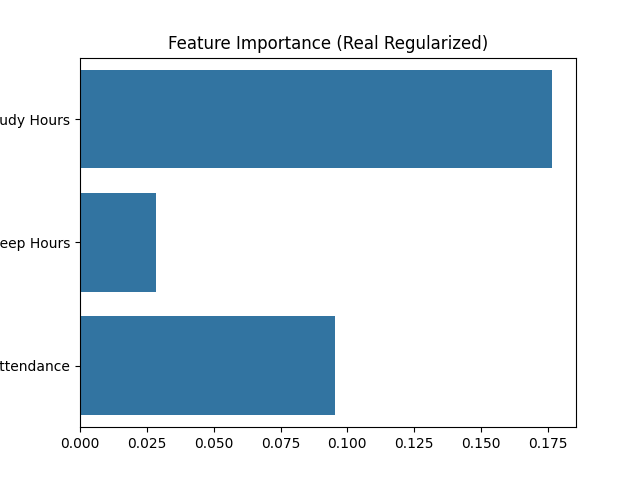 Feature Importance (Real Regularized)
udy Hours
eep Hours
ttendance
0.000 0.025 0.050 0.075 0.100 0.125 0.150 0.175